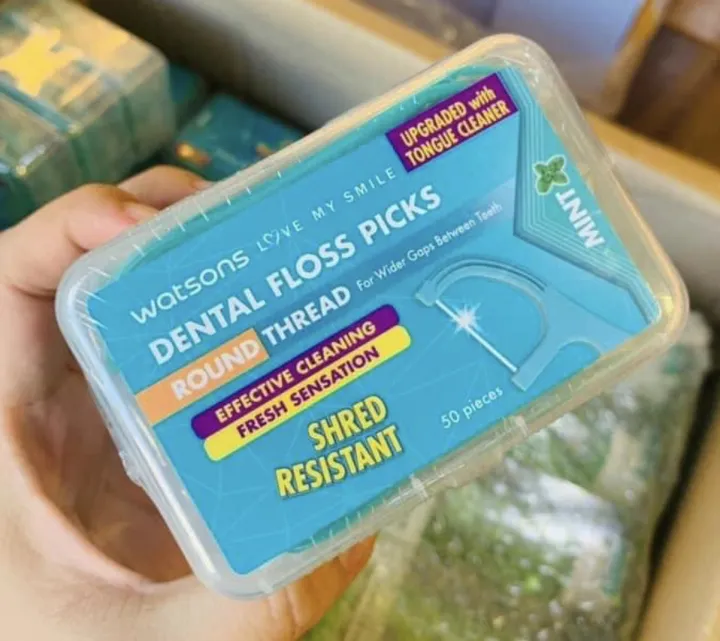 UPGRADED with
TONGUE CLEANER
watsons LOVE MY SMILE
DENTAL FLOSS PICKS
ROUND THREAD For Wider Gaps Between Teeth
MINT
EFFECTIVE CLEANING
FRESH SENSATION
SHRED
RESISTANT
50 pieces